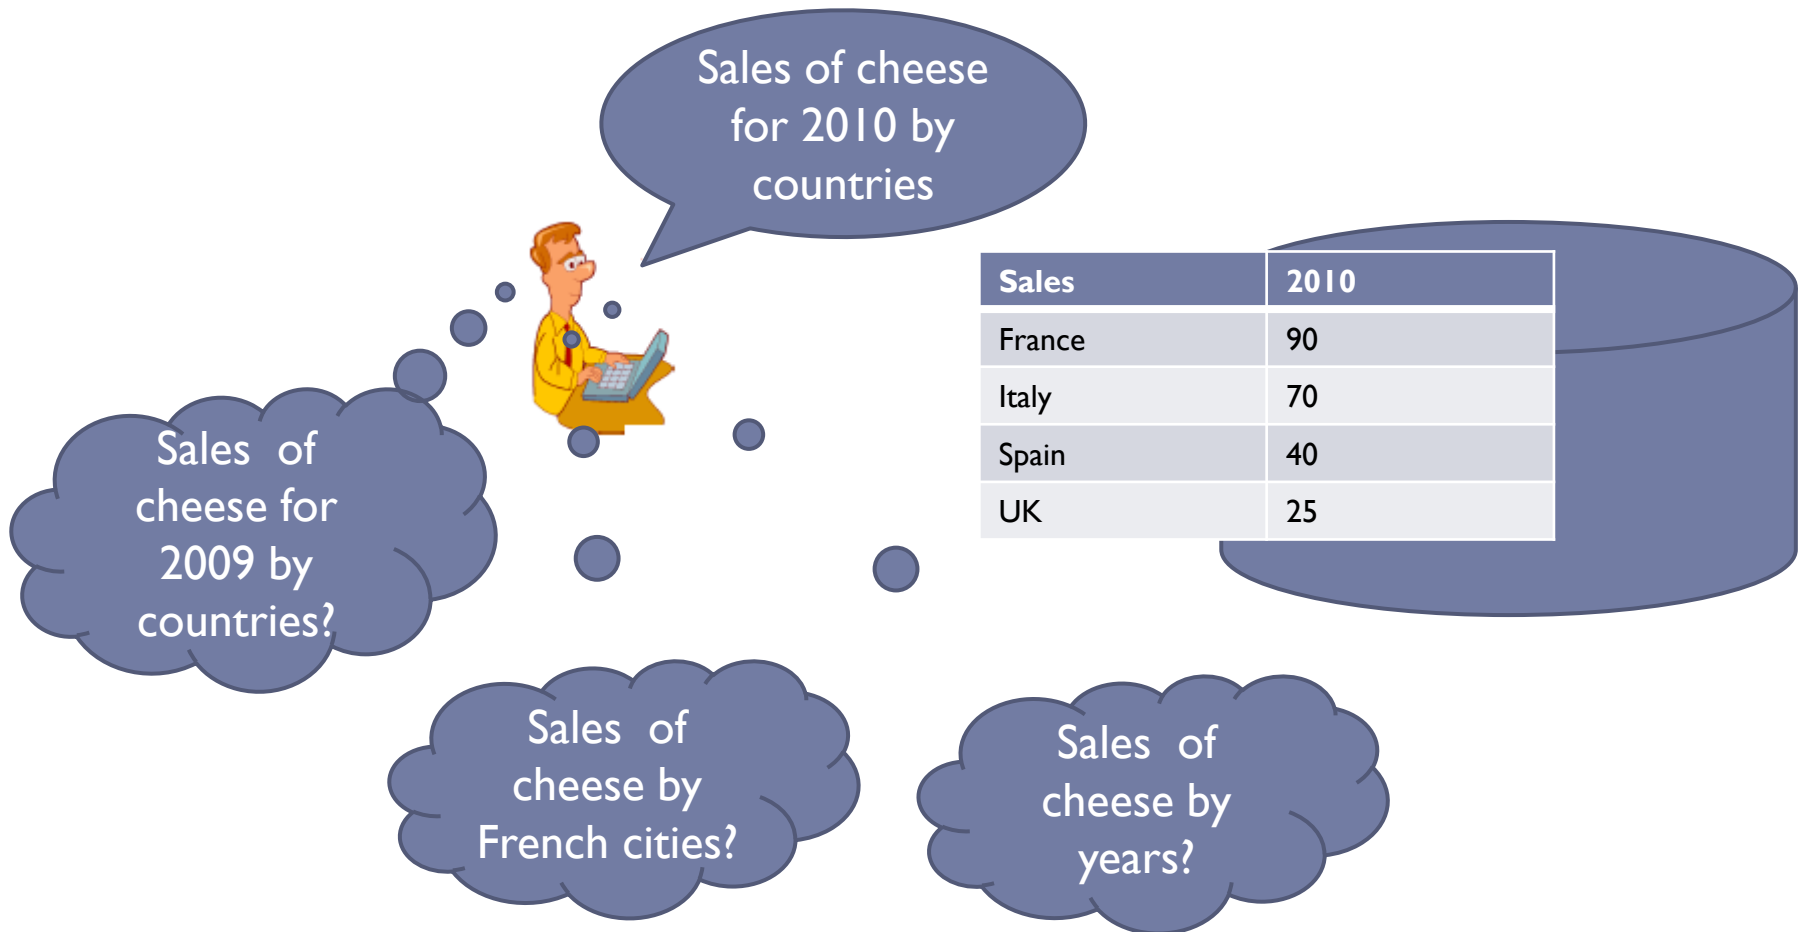 Sales of cheese
for 2010 by
countries
Sales 2010
France 90
Italy 70
Spain 40
UK 25
Sales of
cheese for
2009 by
countries?
Sales of
cheese by
French cities?
Sales of
cheese by
years?